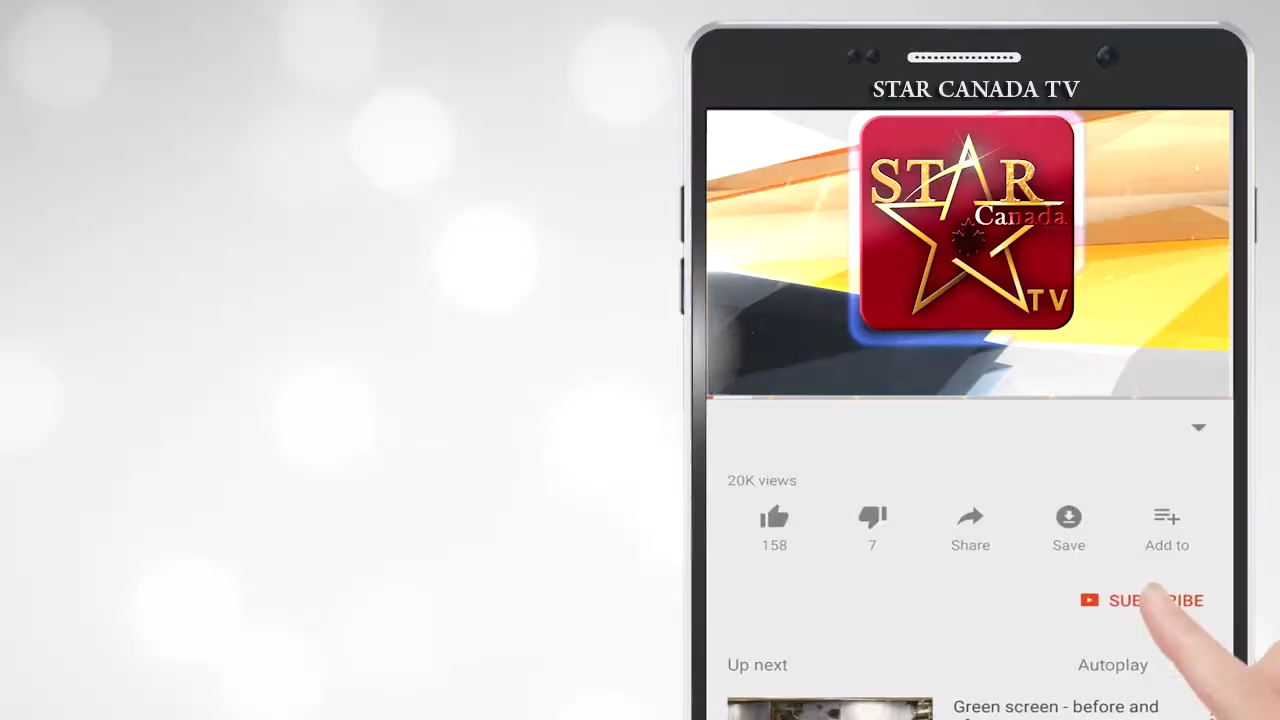 STAR CANADA TV
STAR
Canada
TV
20K views
158
7
Share
Save
Add to
SUBSCRIBE
Up next
Autoplay
Green screen - before and